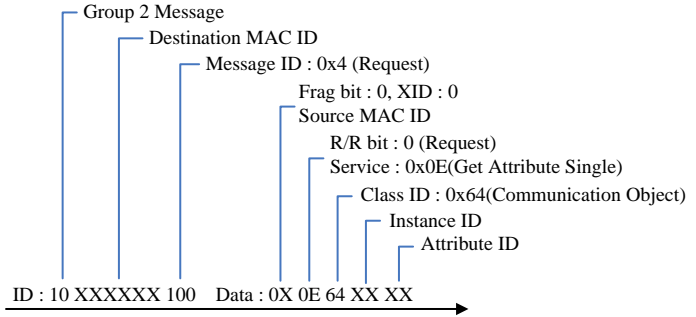 Group 2 Message
Destination MAC ID
Message ID : 0x4 (Request)
Frag bit : 0, XID : 0
Source MAC ID
R/R bit : 0 (Request)
Service : 0x0E(Get Attribute Single)
Class ID : 0x64(Communication Object)
Instance ID
Attribute ID
ID : 10 XXXXXX 100 Data : 0X 0E 64 XX XX